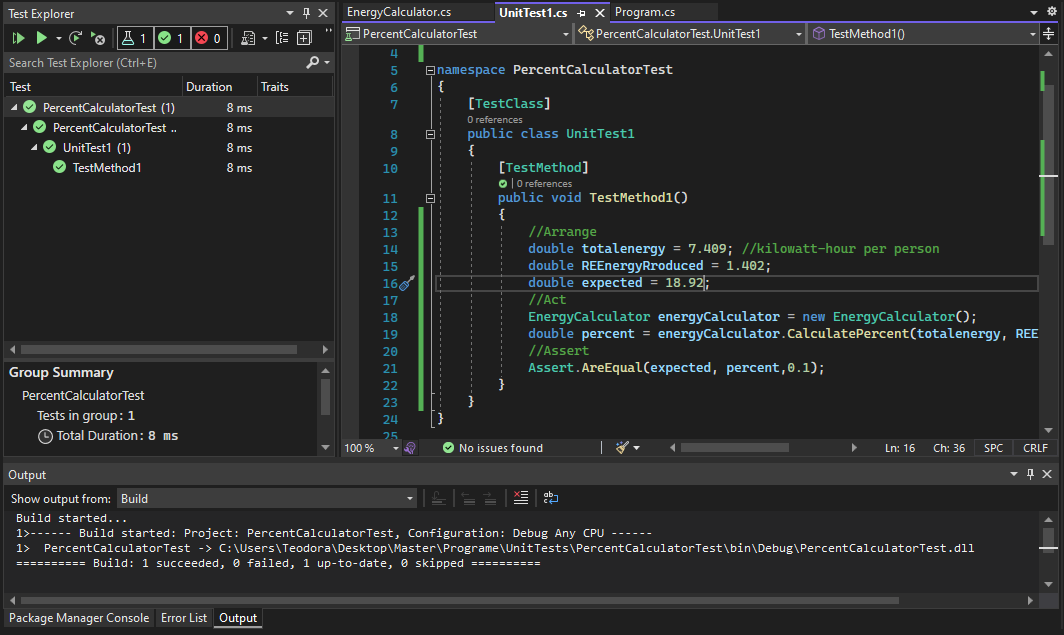 Test Explorer
1 1 0
Search Test Explorer (Ctrl+E)
Test Duration Traits
PercentCalculatorTest (1) 8 ms
PercentCalculatorTest .. 8 ms
UnitTest1 (1) 8 ms
TestMethod1 8 ms
Group Summary
PercentCalculatorTest
Tests in group: 1
Total Duration: 8 ms
EnergyCalculator.cs UnitTest1.cs Program.cs
PercentCalculatorTest PercentCalculatorTest.UnitTest1 TestMethod1()
4
5 namespace PercentCalculatorTest
6 {
7 [TestClass]
0 references
8 public class UnitTest1
9 {
10 [TestMethod]
| 0 references
11 public void TestMethod1()
12 {
13 //Arrange
14 double totalenergy = 7.409; //kilowatt-hour per person
15 double REEnergyRroduced = 1.402;
16 double expected = 18.92;
17 //Act
18 EnergyCalculator energyCalculator = new EnergyCalculator();
19 double percent = energyCalculator.CalculatePercent(totalenergy, REE
20 //Assert
21 Assert.AreEqual(expected, percent,0.1);
22 }
23 }
24 }
25
100 % No issues found Ln: 16 Ch: 36 SPC CRLF
Output
Show output from: Build
Build started...
1>------ Build started: Project: PercentCalculatorTest, Configuration: Debug Any CPU ------
1>  PercentCalculatorTest -> C:\Users\Teodora\Desktop\Master\Programe\UnitTests\PercentCalculatorTest\bin\Debug\PercentCalculatorTest.dll
========== Build: 1 succeeded, 0 failed, 1 up-to-date, 0 skipped ==========
Package Manager Console Error List Output